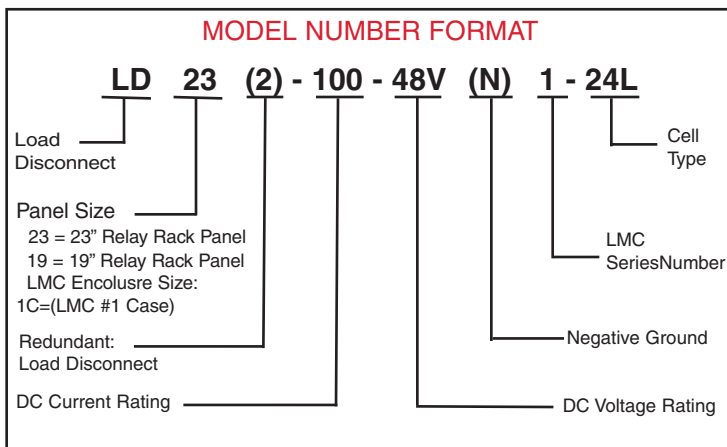 MODEL NUMBER FORMAT
LD 23 (2) - 100 - 48V (N) 1 - 24L
Load
Disconnect
Panel Size
23 = 23” Relay Rack Panel
19 = 19” Relay Rack Panel
LMC Encolusre Size:
1C=(LMC #1 Case)
Redundant:
Load Disconnect
DC Current Rating
Cell
Type
LMC
SeriesNumber
Negative Ground
DC Voltage Rating